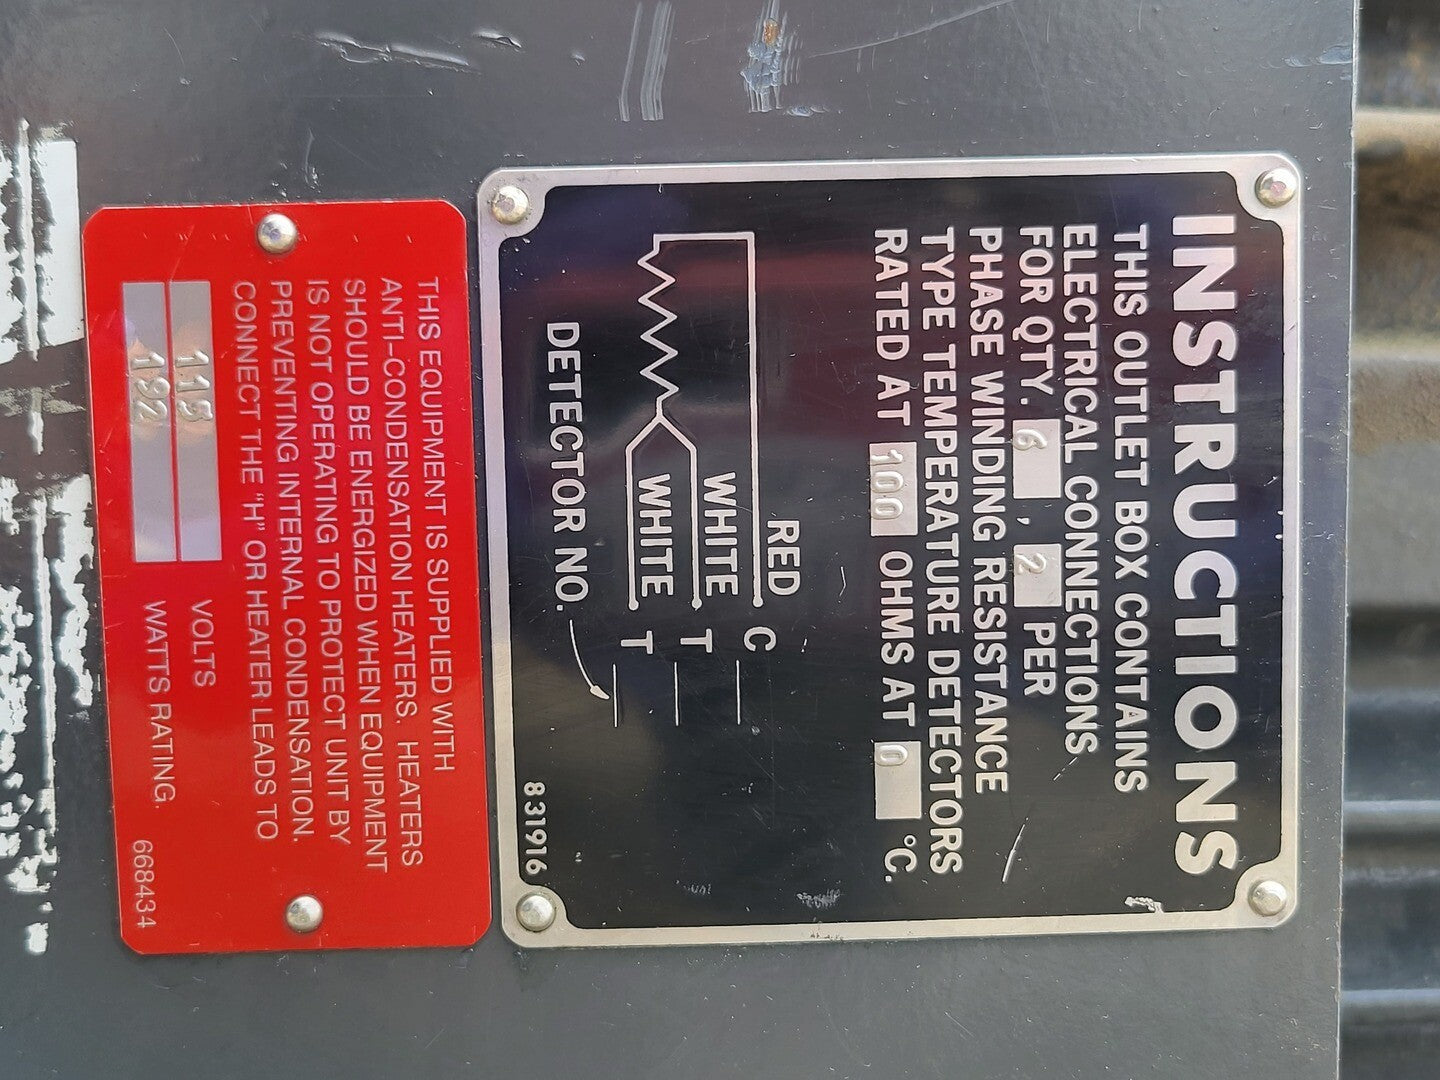 INSTRUCTIONS
THIS OUTLET BOX CONTAINS
ELECTRICAL CONNECTIONS
FOR QTY. 6 , 2 PER
PHASE WINDING RESISTANCE
TYPE TEMPERATURE DETECTORS
RATED AT 100 OHMS AT 0 °C.
RED C
WHITE T
WHITE T
DETECTOR NO.
831916
THIS EQUIPMENT IS SUPPLIED WITH
ANTI-CONDENSATION HEATERS. HEATERS
SHOULD BE ENERGIZED WHEN EQUIPMENT
IS NOT OPERATING TO PROTECT UNIT BY
PREVENTING INTERNAL CONDENSATION.
CONNECT THE "H" OR HEATER LEADS TO
115 VOLTS
192 WATTS RATING.
668434